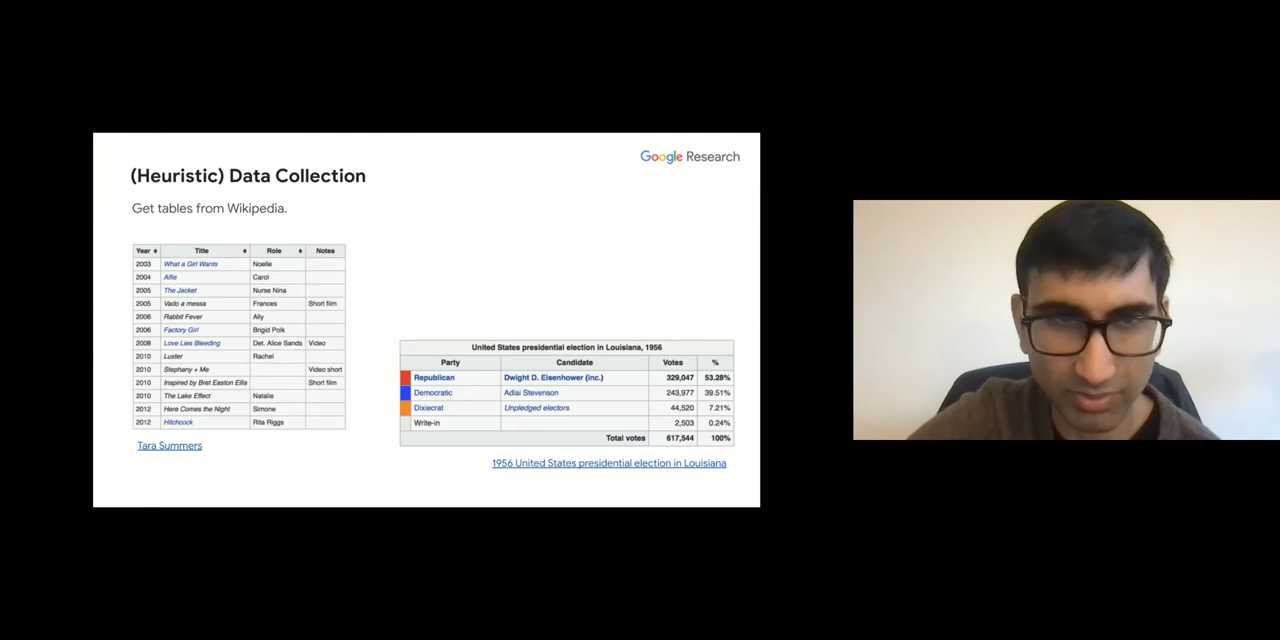 Google Research
(Heuristic) Data Collection
Get tables from Wikipedia.
Year Title Role Notes
2003 What a Girl Wants Noelle
2004 Alfie Carol
2005 The Jacket Nurse Nina
2005 Vado a messa Frances Short film
2006 Rabbit Fever Ally
2006 Factory Girl Brigid Polk
2008 Love Lies Bleeding Det. Alice Sands Video
2010 Luster Rachel
2010 Stephany + Me Video short
2010 Inspired by Bret Easton Ellis Short film
2010 The Lake Effect Natalie
2012 Here Comes the Night Simone
2012 Hitchcock Rita Riggs
Tara Summers
United States presidential election in Louisiana, 1956
Party Candidate Votes %
Republican Dwight D. Eisenhower (inc.) 329,047 53.28%
Democratic Adlai Stevenson 243,977 39.51%
Dixiecrat Unpledged electors 44,520 7.21%
Write-in 2,503 0.24%
Total votes 617,544 100%
1956 United States presidential election in Louisiana